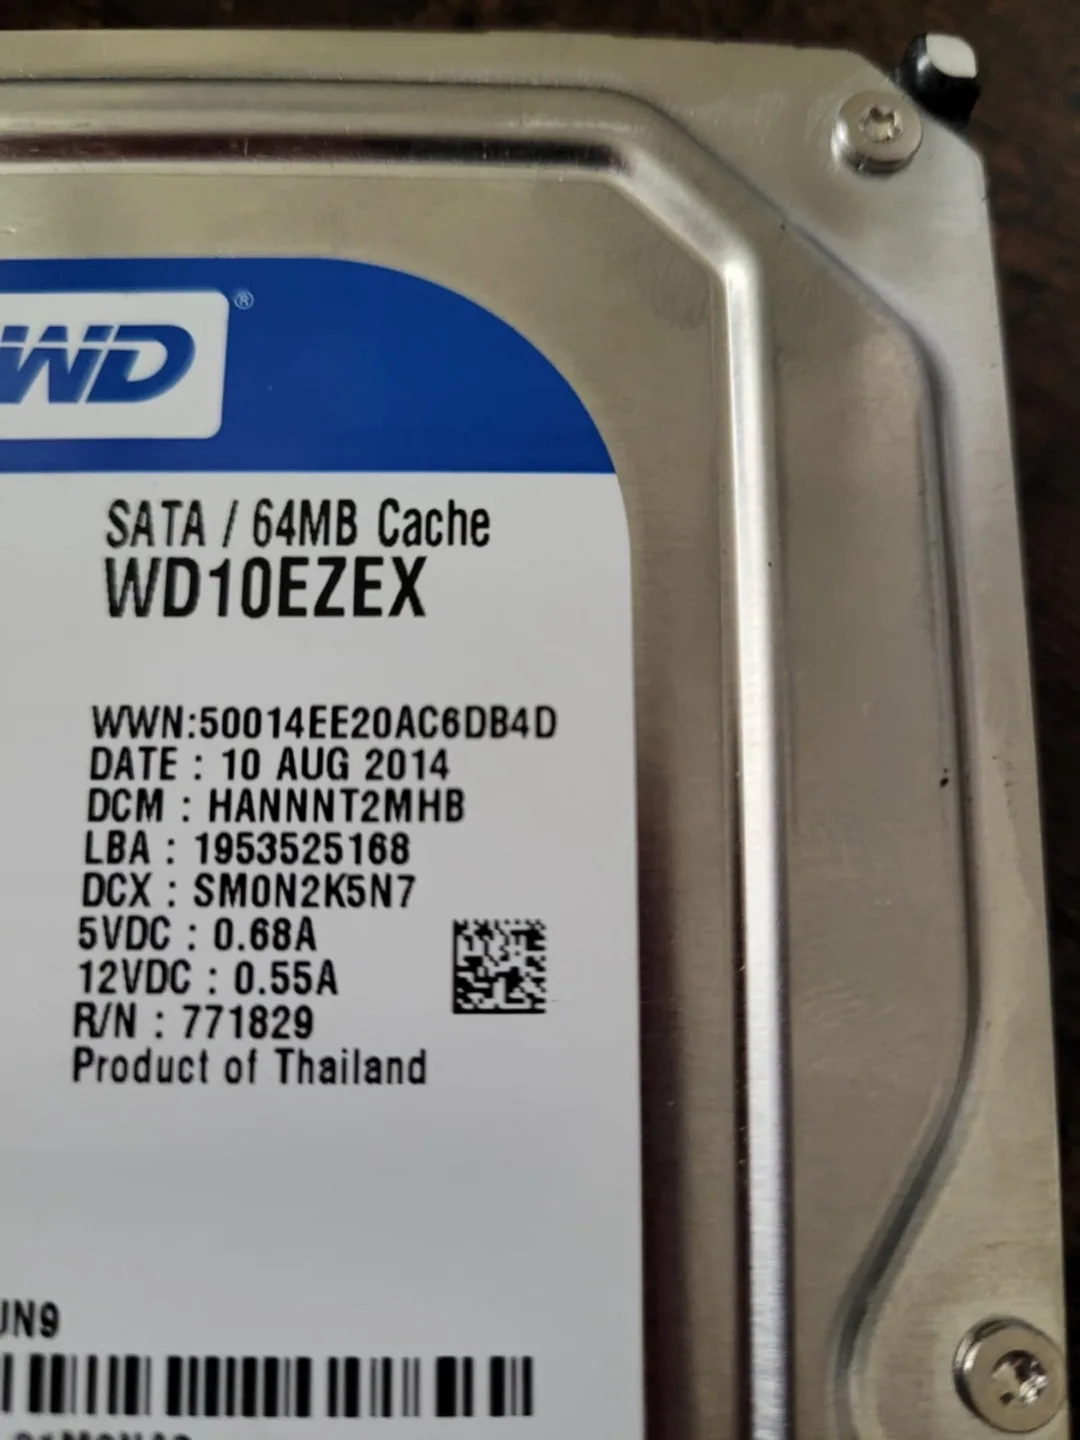 WD®
SATA / 64MB Cache
WD10EZEX
WWN:50014EE20AC6DB4D
DATE : 10 AUG 2014
DCM : HANNNT2MHB
LBA : 1953525168
DCX : SM0N2K5N7
5VDC : 0.68A
12VDC : 0.55A
R/N : 771829
Product of Thailand
UN9